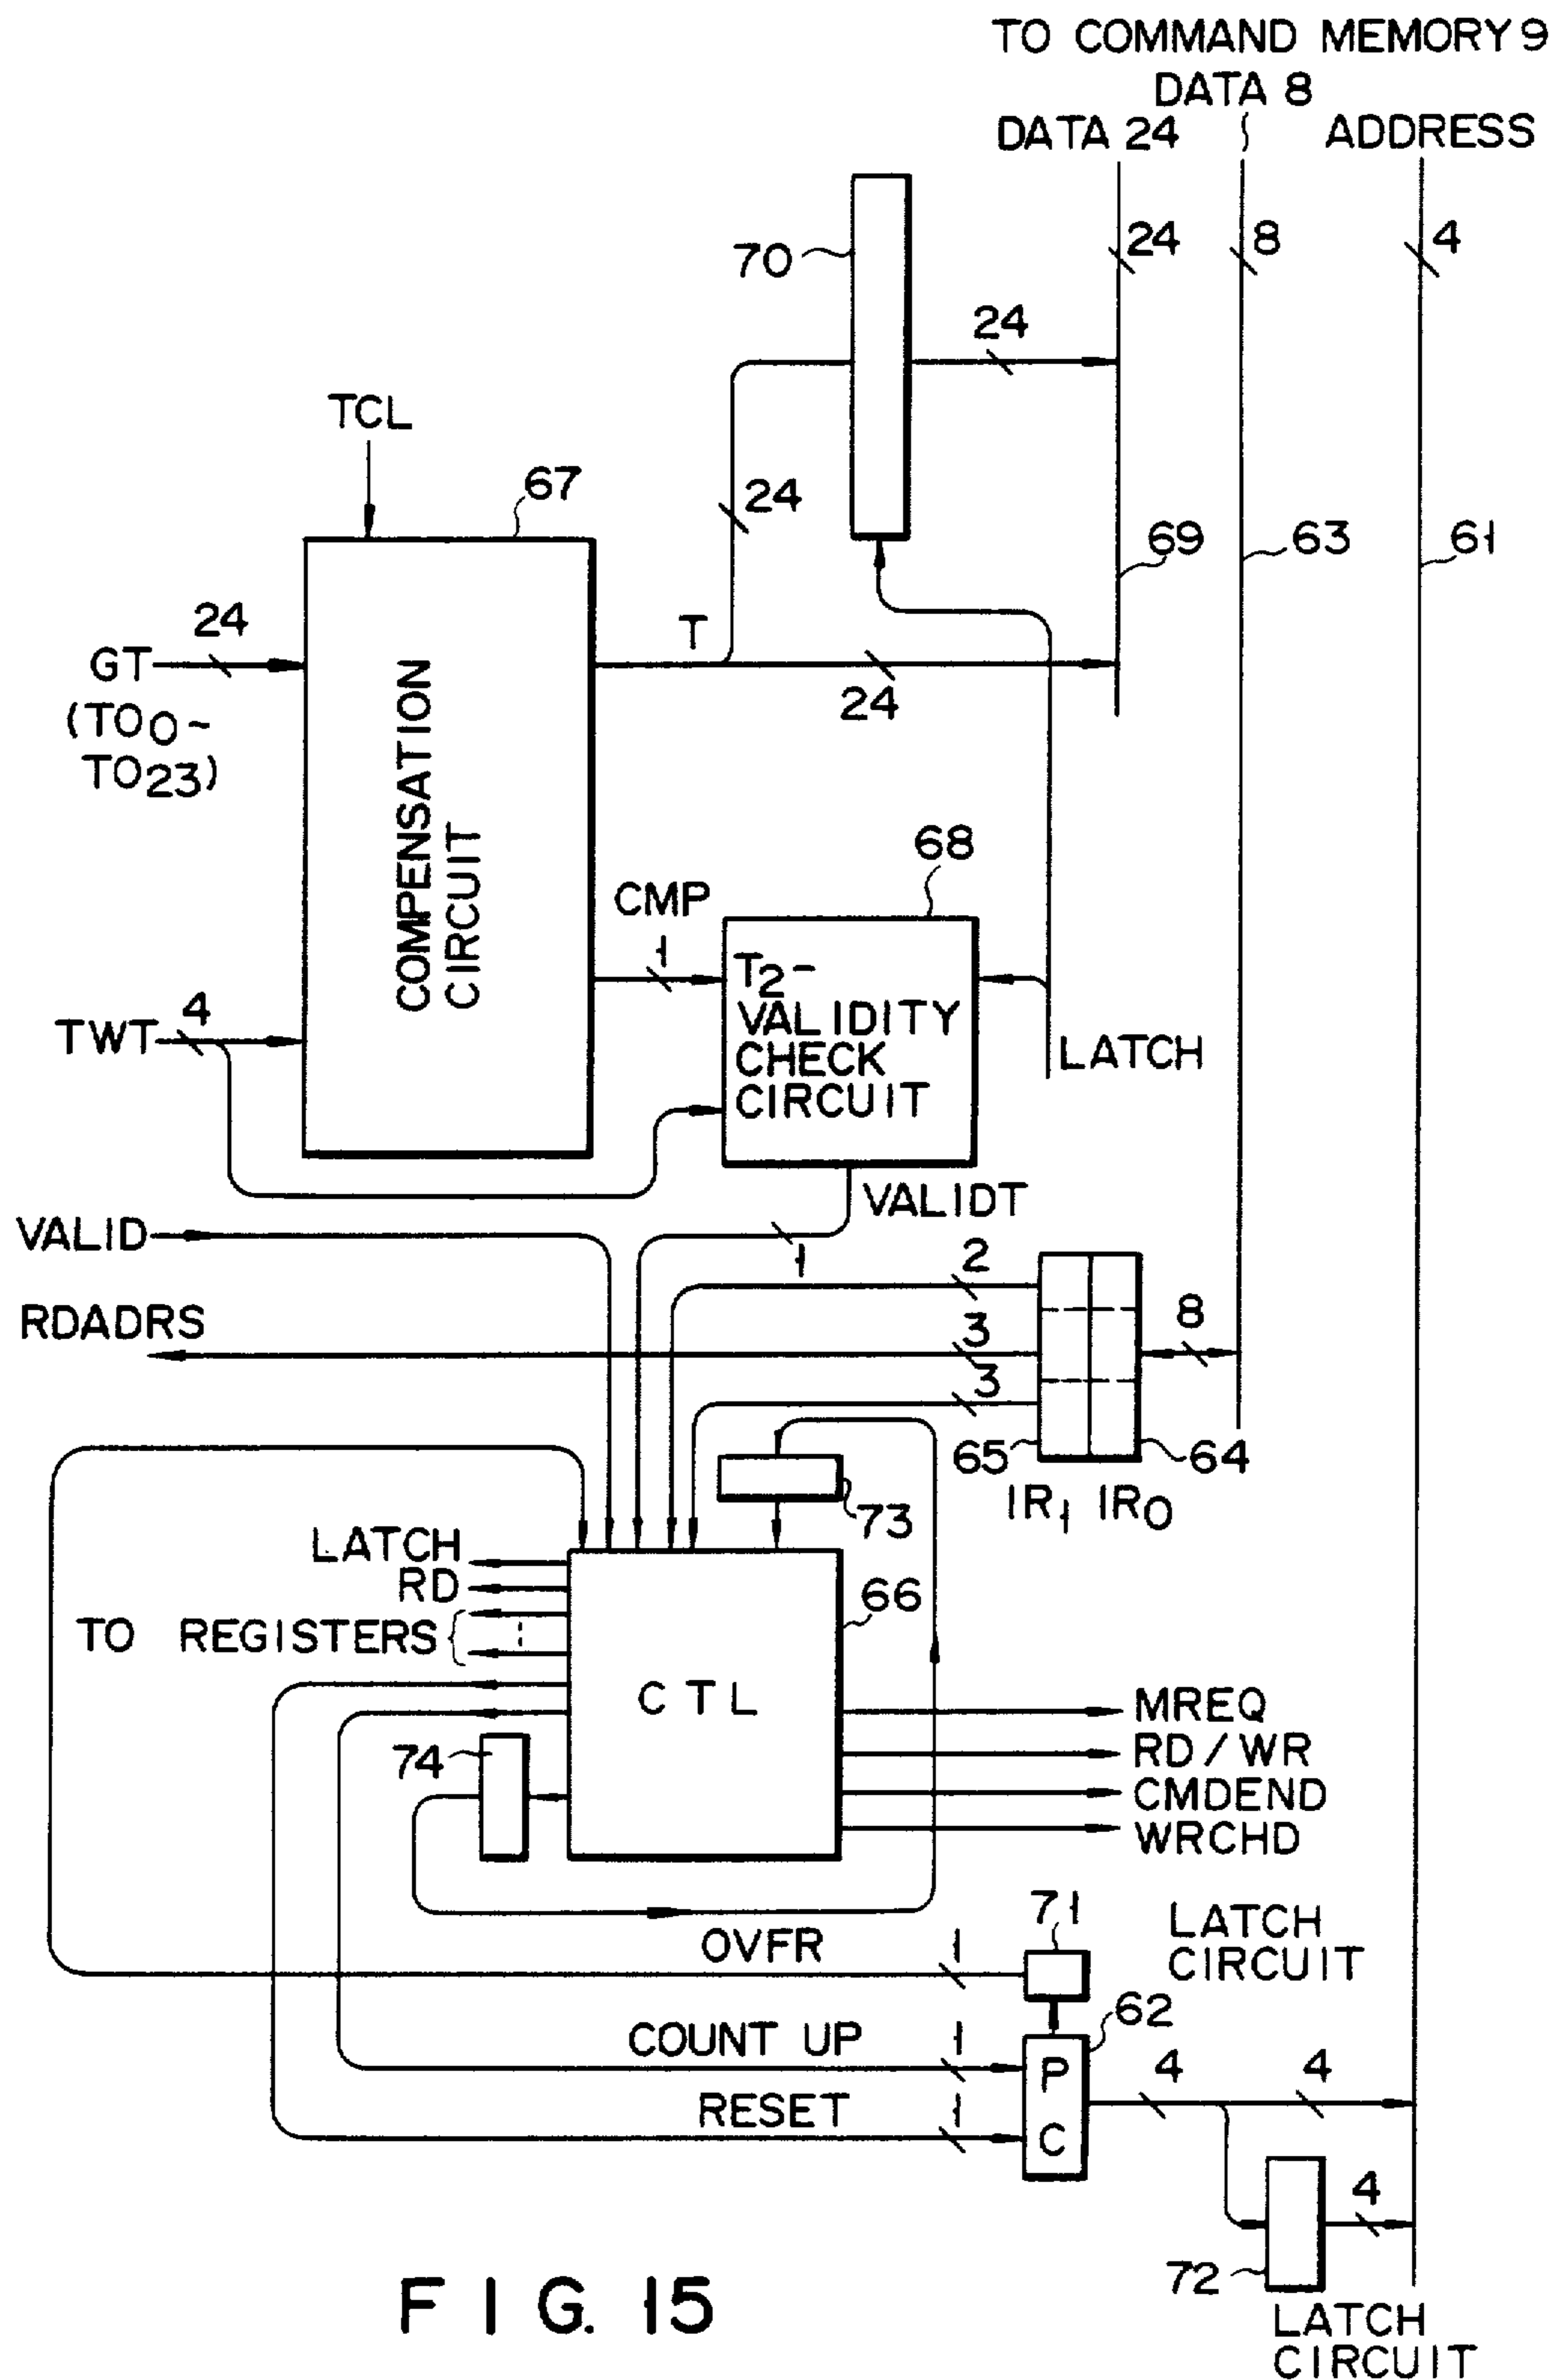 TO COMMAND MEMORY 9
DATA 8
DATA 24
ADDRESS
70
24
8
4
24
TCL
67
24
69
63
61
24
GT
(TO0~
TO23)
T
24
COMPENSATION
CIRCUIT
68
CMP
1
T2-
VALIDITY
CHECK
CIRCUIT
4
TWT
LATCH
VALIDT
VALID
1
2
RDADRS
3
8
3
65
64
IR1 IR0
73
LATCH
RD
66
TO REGISTERS
CTL
MREQ
74
RD/WR
CMDEND
WRCHD
71
LATCH
CIRCUIT
OVFR
1
62
COUNT UP
1
P
C
4
4
RESET
1
4
72
LATCH
CIRCUIT
FIG. 15